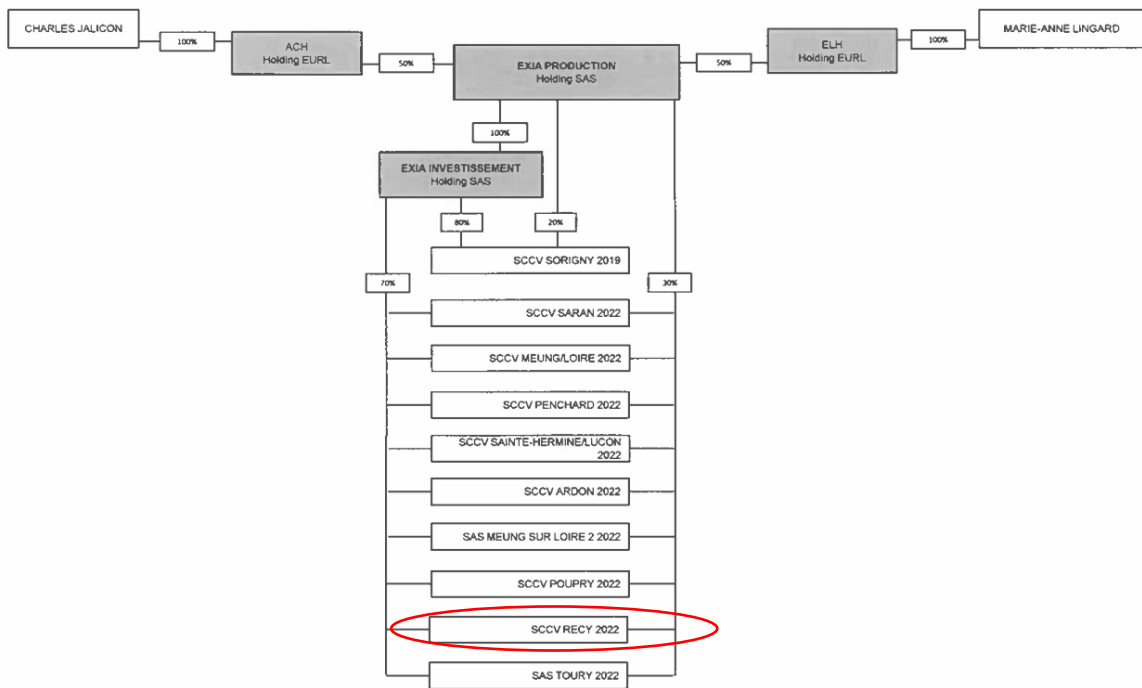 CHARLES JALICON
100%
ACH
Holding EURL
50%
EXIA PRODUCTION
Holding SAS
50%
ELH
Holding EURL
100%
MARIE-ANNE LINGARD
100%
EXIA INVESTISSEMENT
Holding SAS
80%
20%
SCCV SORIGNY 2019
70%
30%
SCCV SARAN 2022
SCCV MEUNG/LOIRE 2022
SCCV PENCHARD 2022
SCCV SAINTE-HERMINE/LUCON
2022
SCCV ARDON 2022
SAS MEUNG SUR LOIRE 2 2022
SCCV POUPRY 2022
SCCV RECY 2022
SAS TOURY 2022